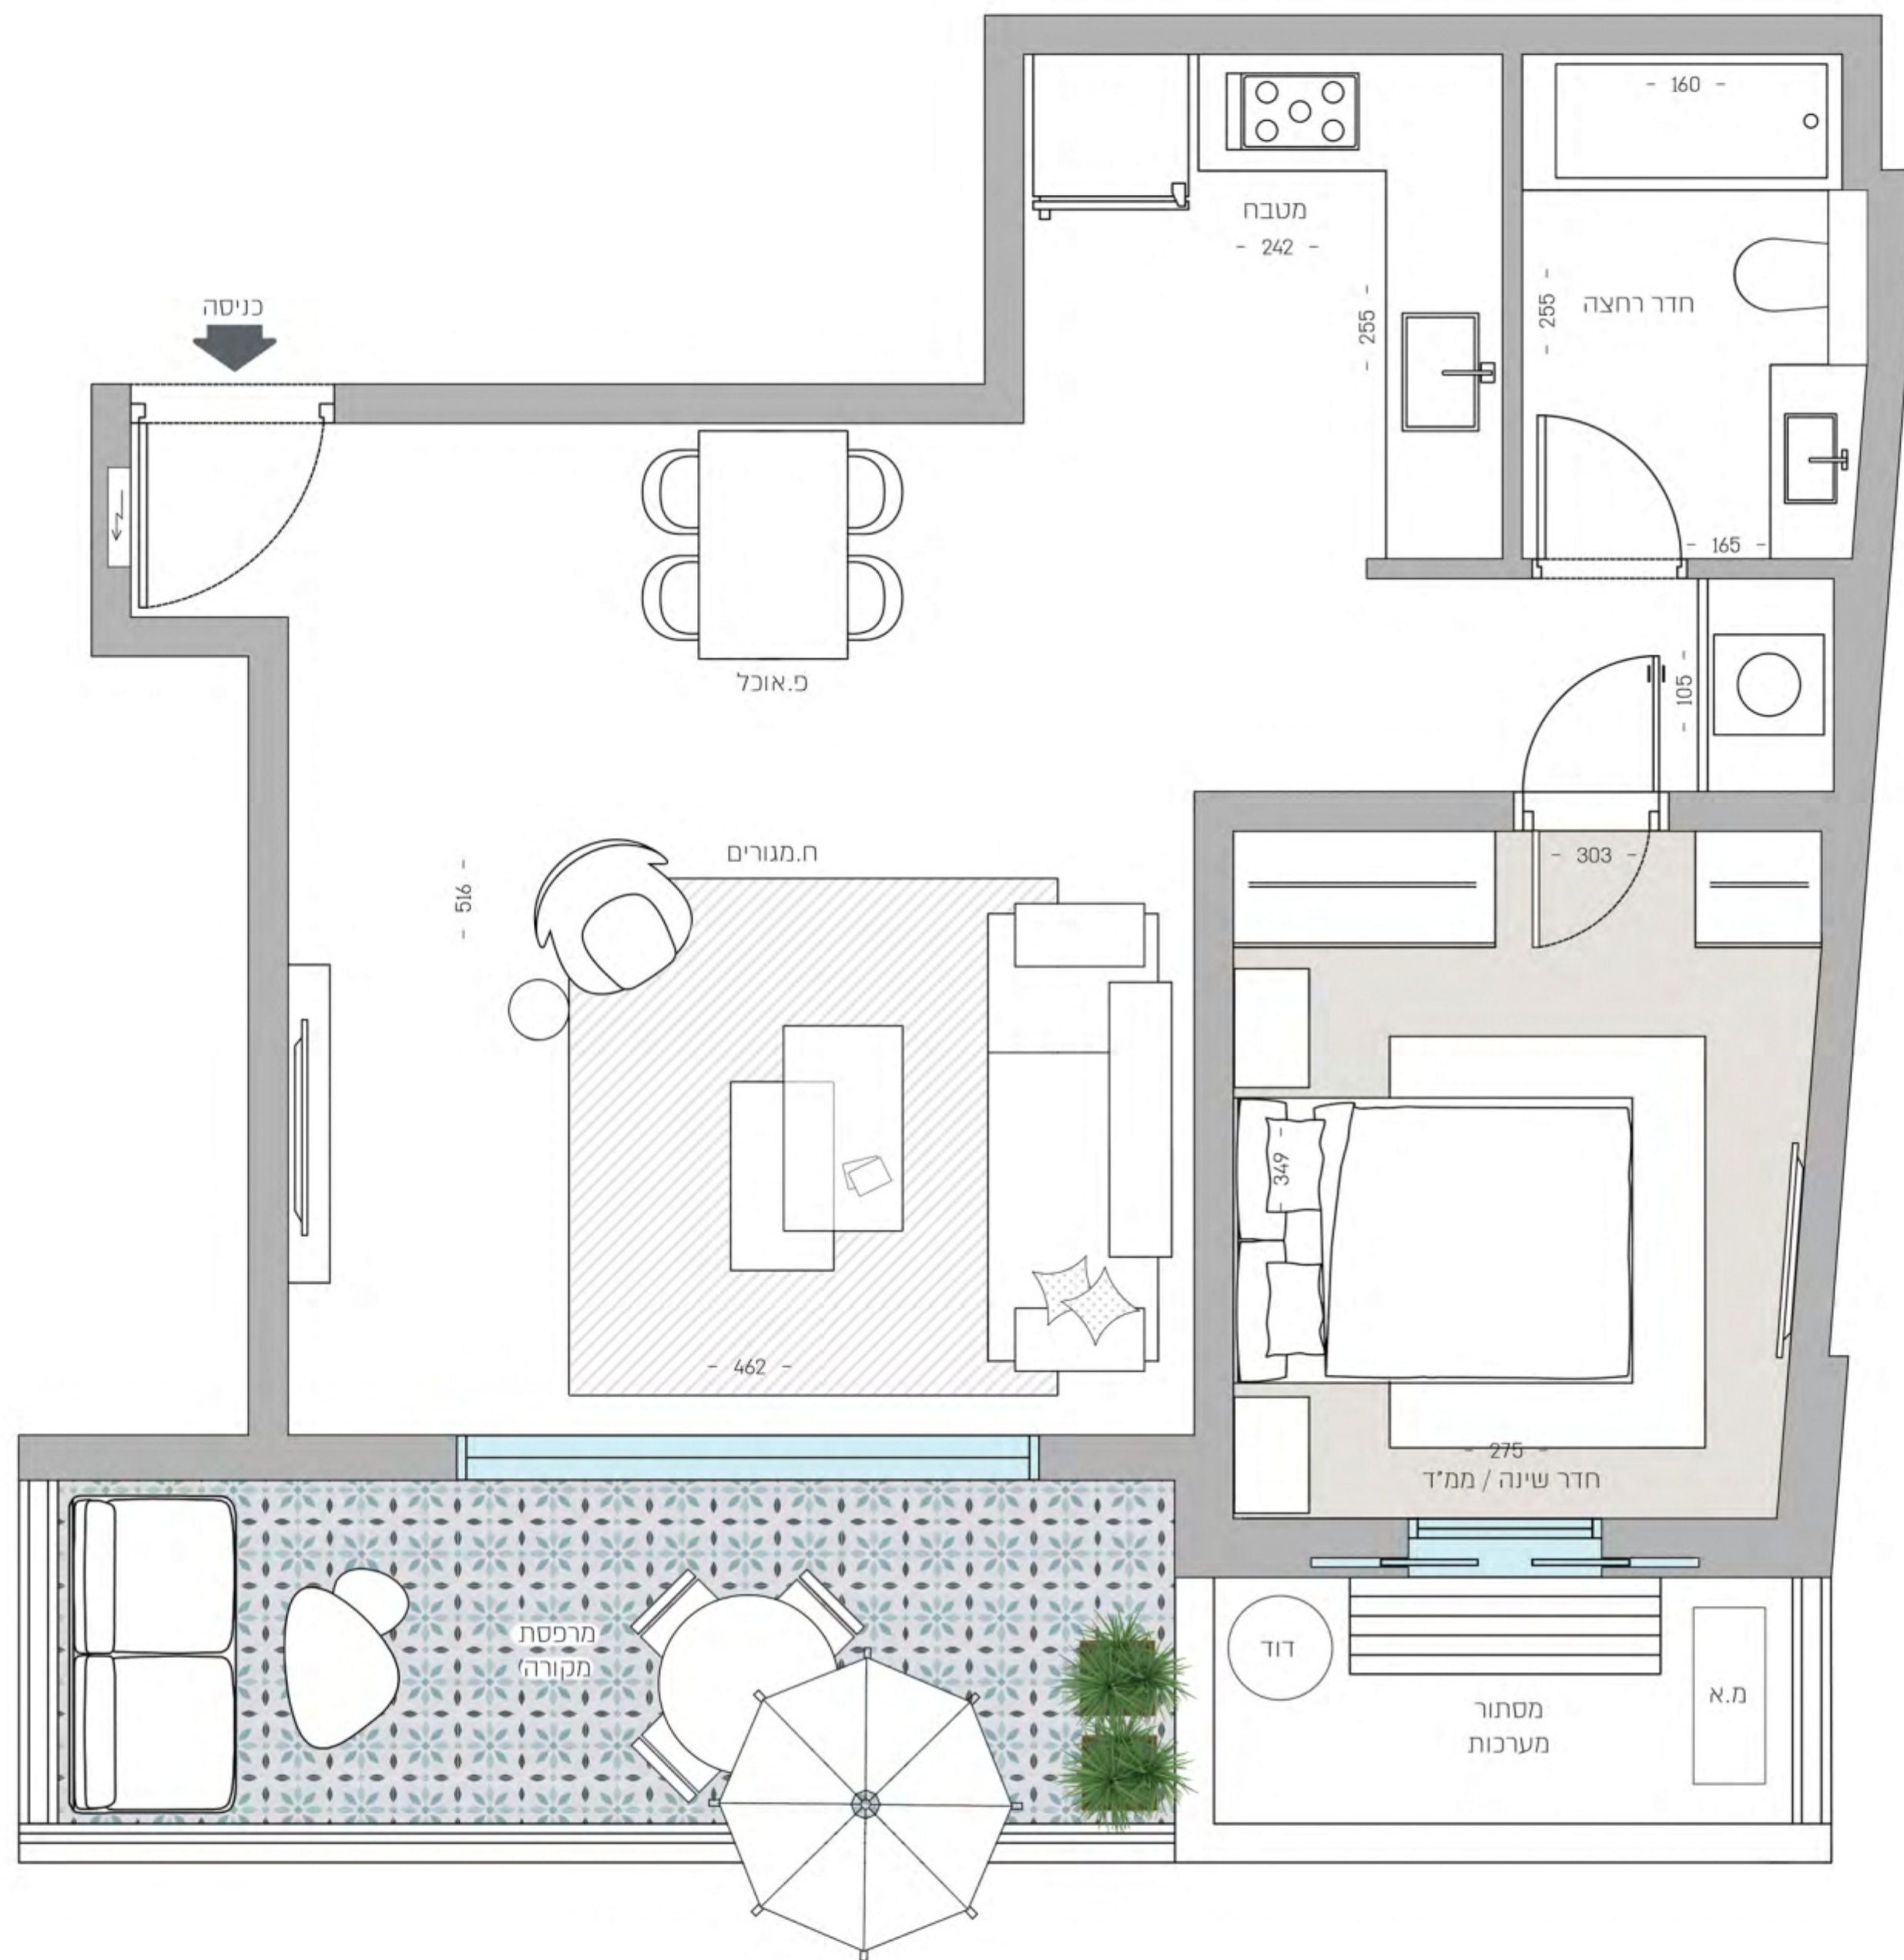 - 160 -
מטבח
- 242 -
- 255 -
- 255 -
חדר רחצה
כניסה
- 165 -
פ.אוכל
- 105 -
ח.מגורים
- 516 -
- 303 -
- 349 -
- 462 -
- 275 -
חדר שינה / ממ"ד
מרפסת
מקורה
דוד
מ.א
מסתור
מערכות